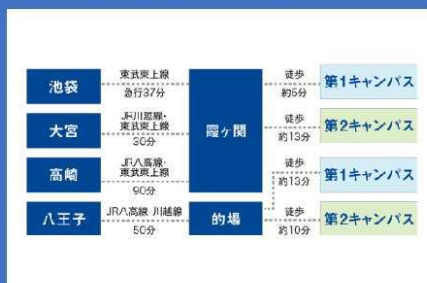 池袋
東武東上線
急行37分
大宮
JR川越線・
東武東上線
30分
霞ヶ関
高崎
JR八高線・
東武東上線
90分
八王子
JR八高線 川越線
50分
的場
徒歩
約5分
第1キャンパス
徒歩
約13分
第2キャンパス
徒歩
約13分
第1キャンパス
徒歩
約10分
第2キャンパス